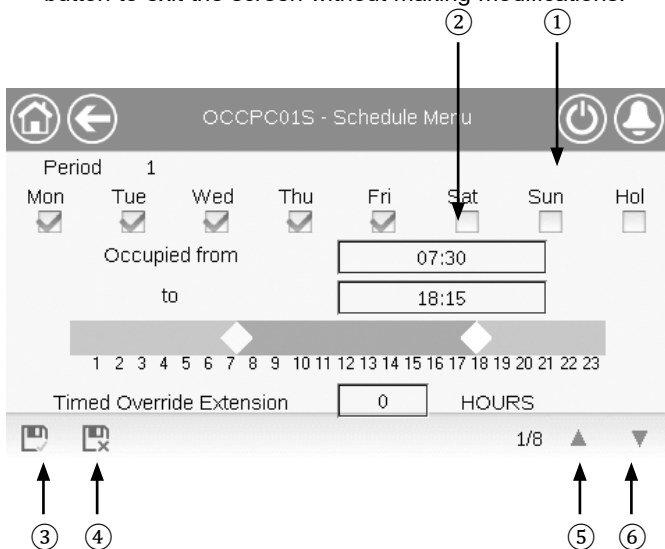 button to exit the screen without making modifications.
② ①
OCCPC01S - Schedule Menu
Period 1
Mon Tue Wed Thu Fri Sat Sun Hol
Occupied from 07:30
to 18:15
1 2 3 4 5 6 7 8 9 10 11 12 13 14 15 16 17 18 19 20 21 22 23
Timed Override Extension 0 HOURS
1/8
③ ④ ⑤ ⑥